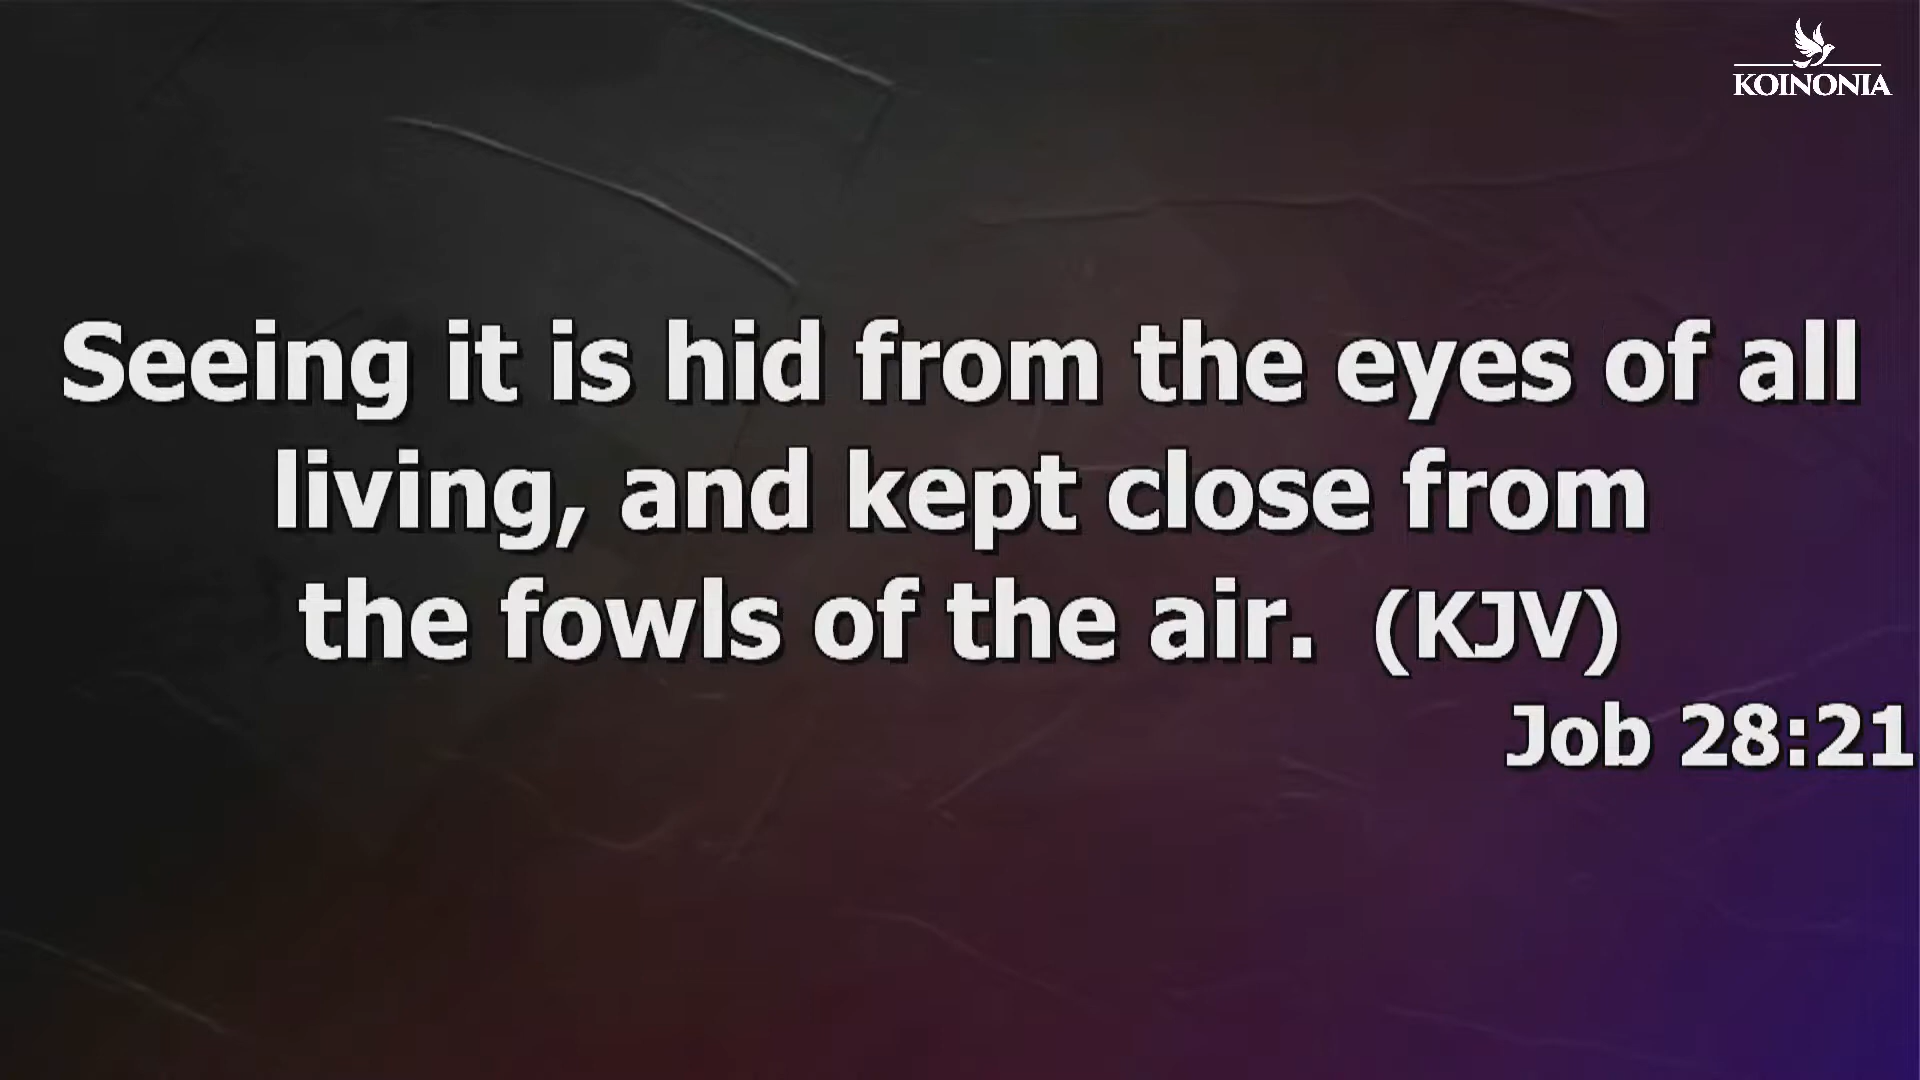 KOINONIA
Seeing it is hid from the eyes of all
living, and kept close from
the fowls of the air. (KJV)
Job 28:21